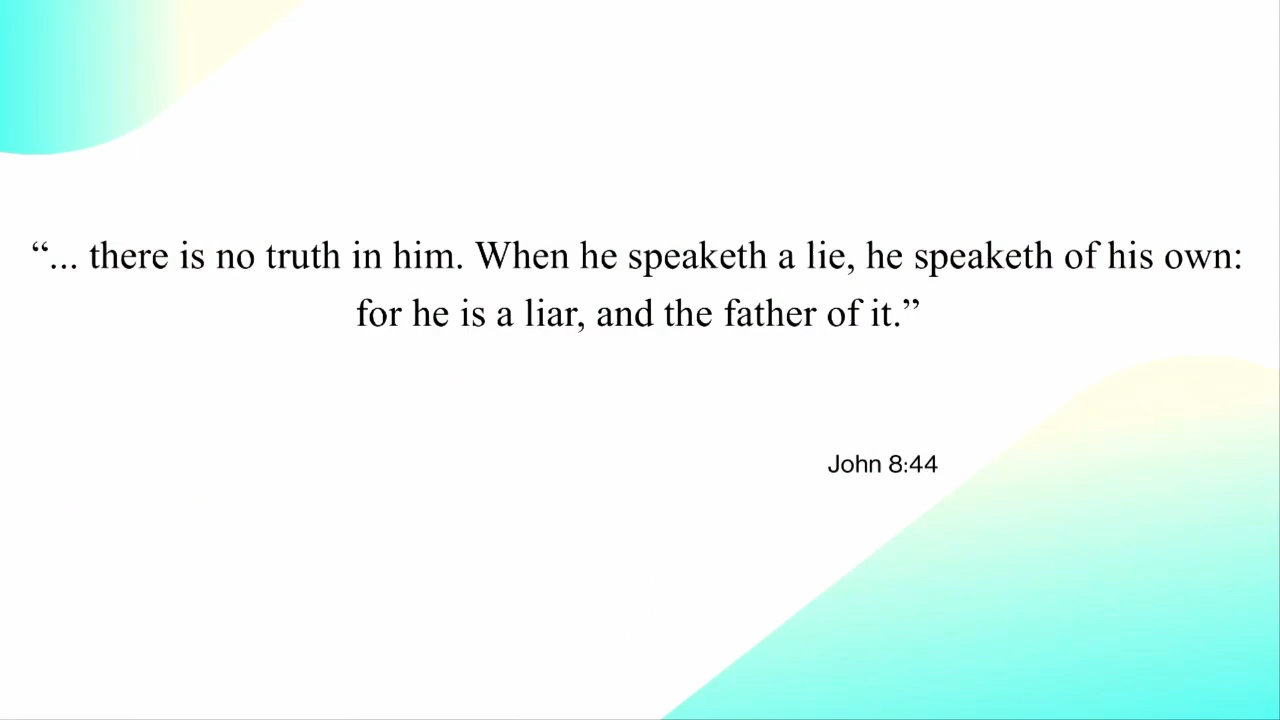 “... there is no truth in him. When he speaketh a lie, he speaketh of his own:
for he is a liar, and the father of it.”
John 8:44